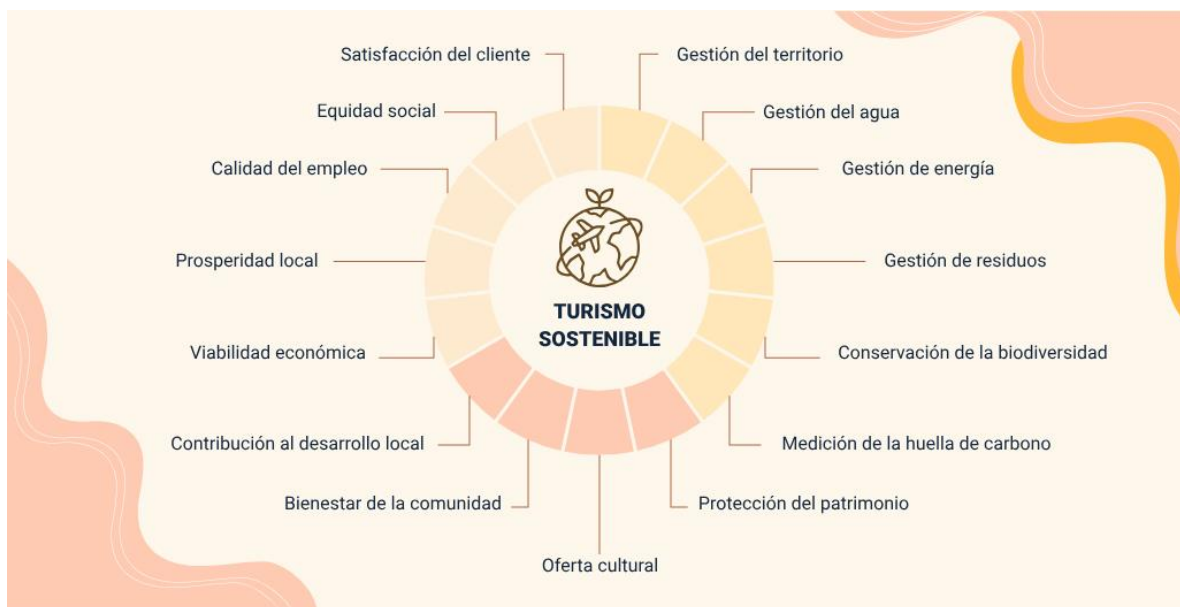 Satisfacción del cliente
Gestión del territorio
Equidad social
Gestión del agua
Calidad del empleo
Gestión de energía
Prosperidad local
Gestión de residuos
TURISMO
SOSTENIBLE
Viabilidad económica
Conservación de la biodiversidad
Contribución al desarrollo local
Medición de la huella de carbono
Bienestar de la comunidad
Protección del patrimonio
Oferta cultural